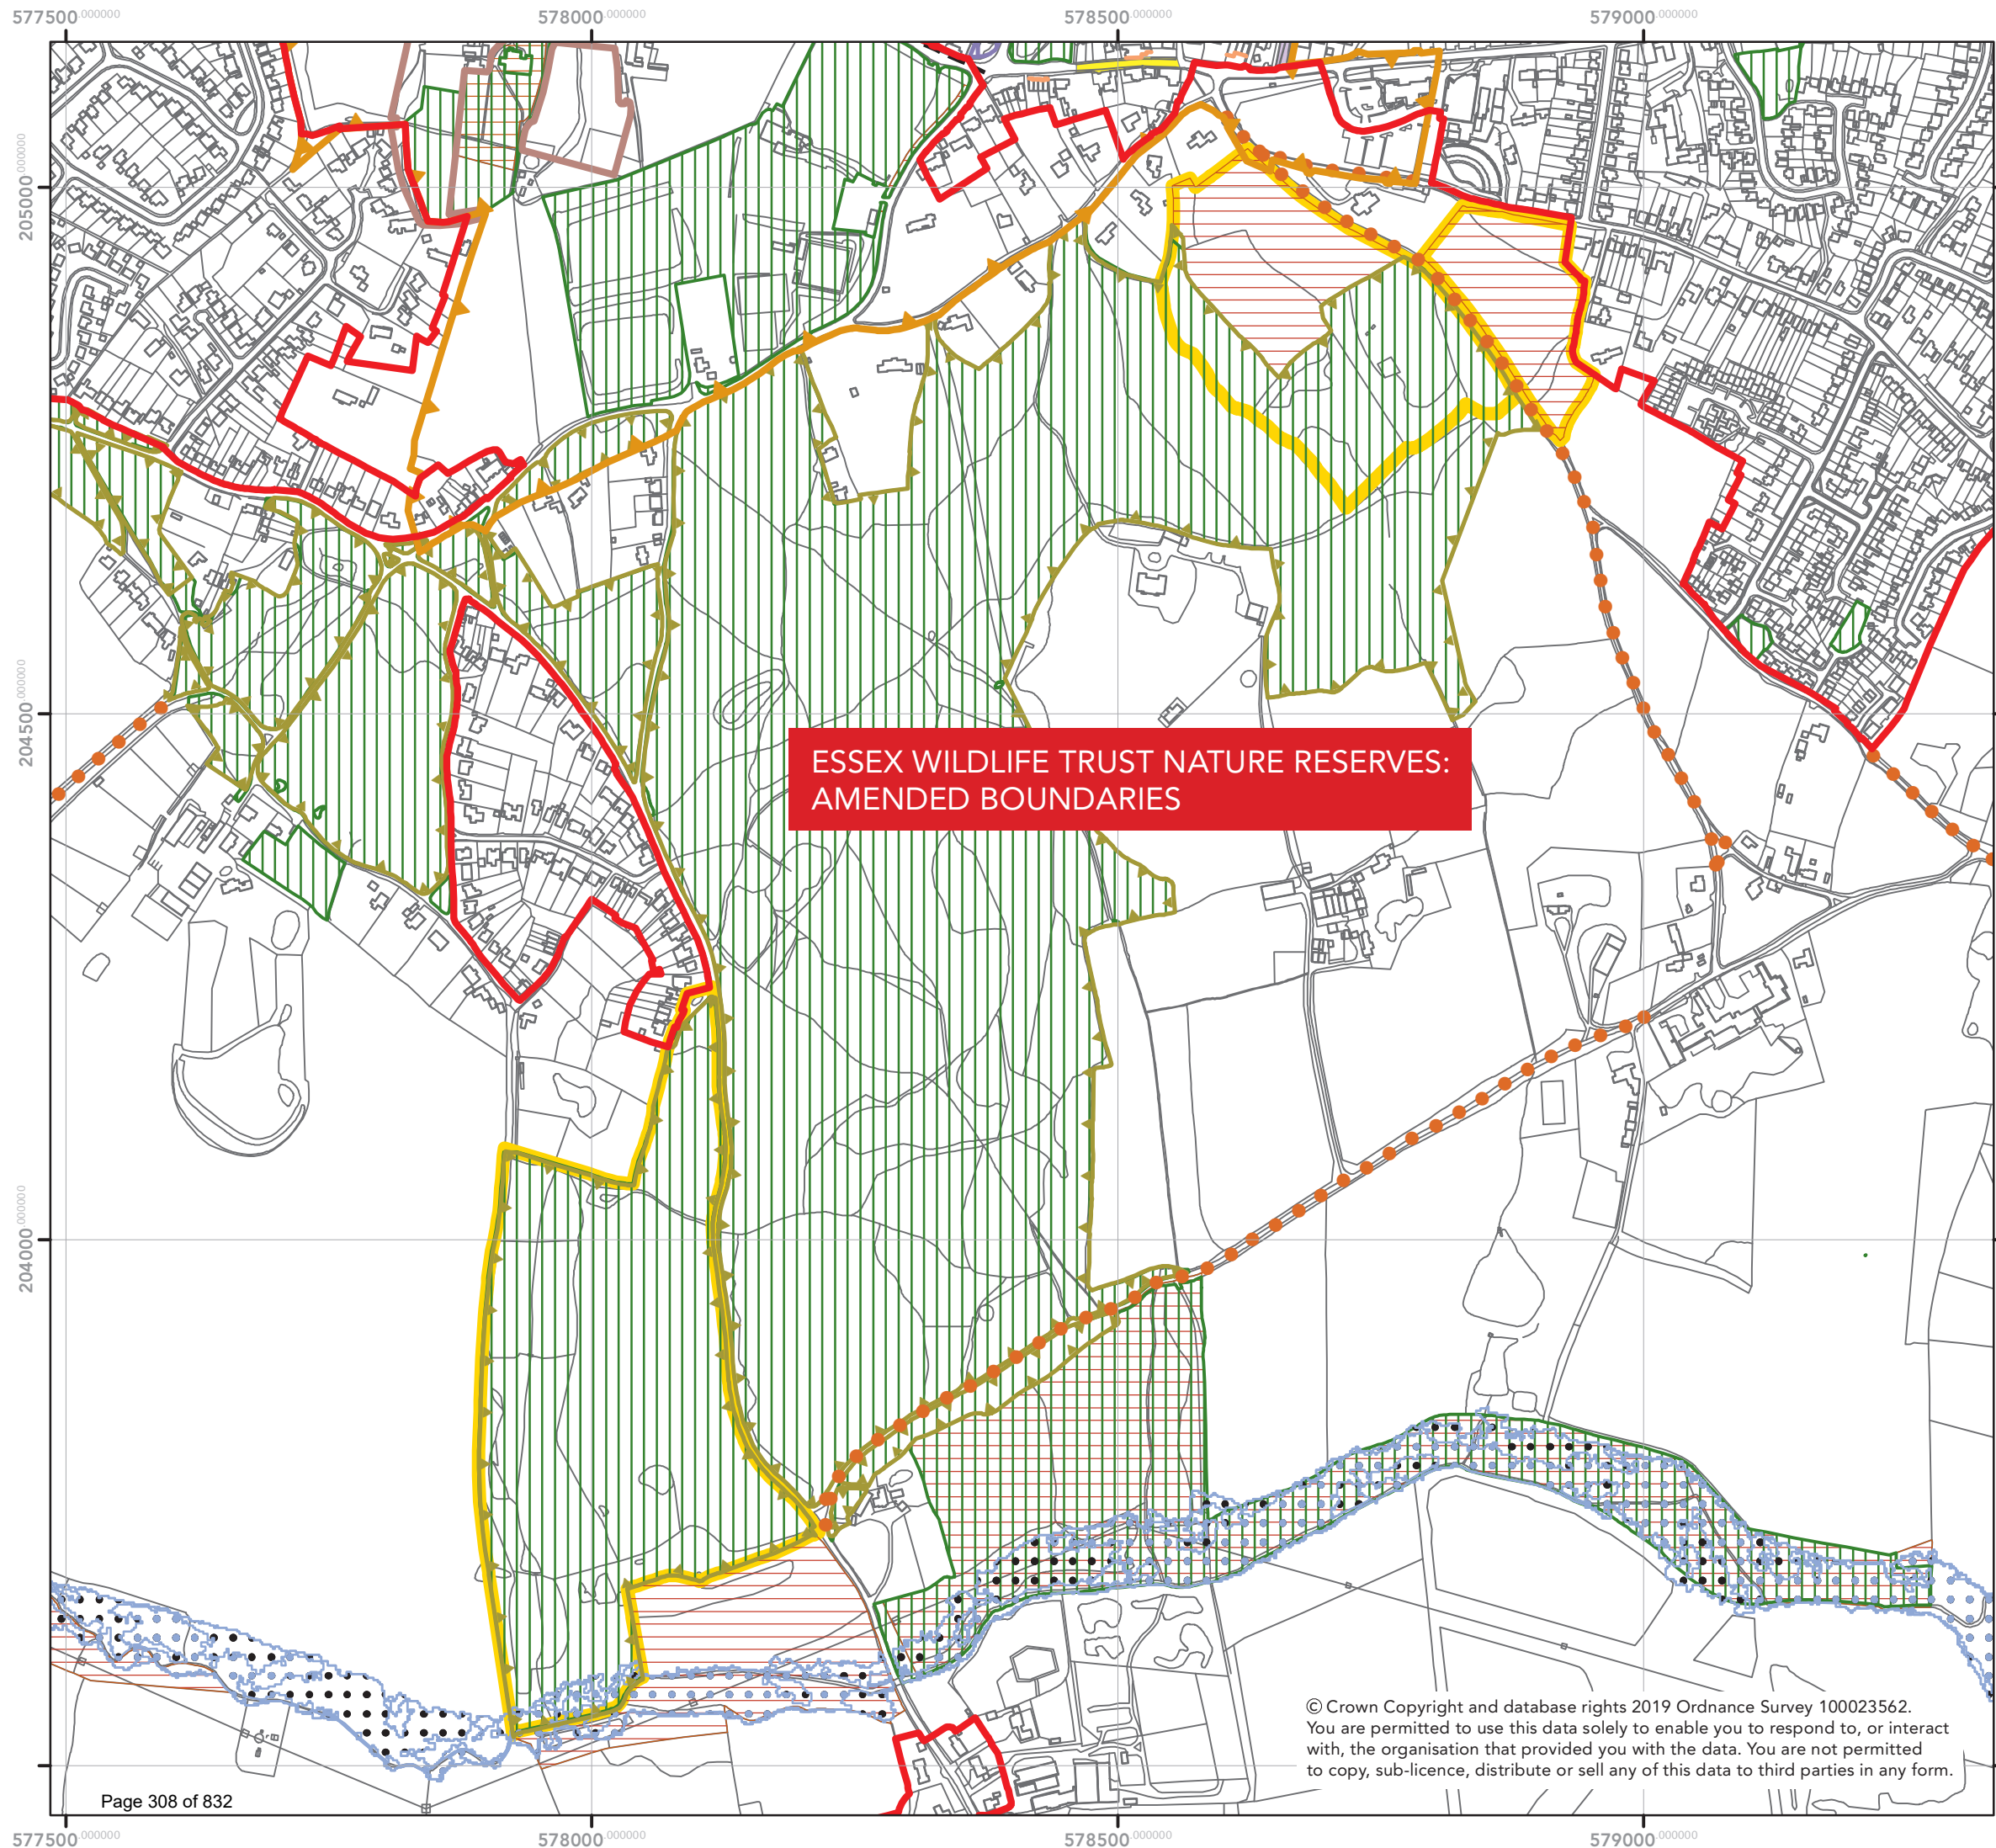 577500.000000 578000.000000 578500.000000 579000.000000
205000.000000
204500.000000
204000.000000
ESSEX WILDLIFE TRUST NATURE RESERVES:
AMENDED BOUNDARIES
© Crown Copyright and database rights 2019 Ordnance Survey 100023562.
You are permitted to use this data solely to enable you to respond to, or interact
with, the organisation that provided you with the data. You are not permitted
to copy, sub-licence, distribute or sell any of this data to third parties in any form.
Page 308 of 832
577500.000000 578000.000000 578500.000000 579000.000000